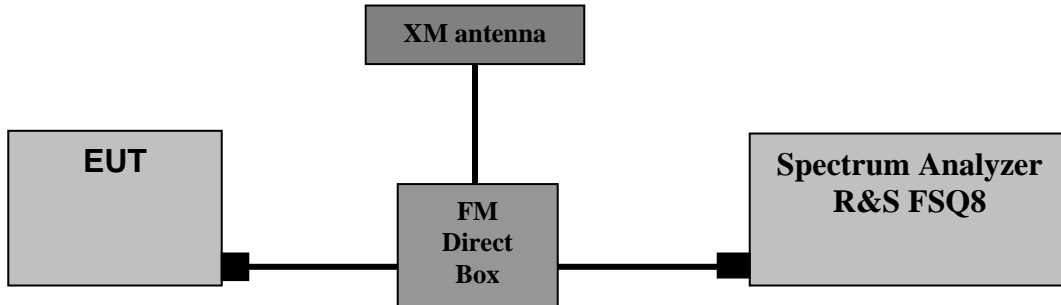 XM antenna
EUT
FM
Direct
Box
Spectrum Analyzer
R&S FSQ8